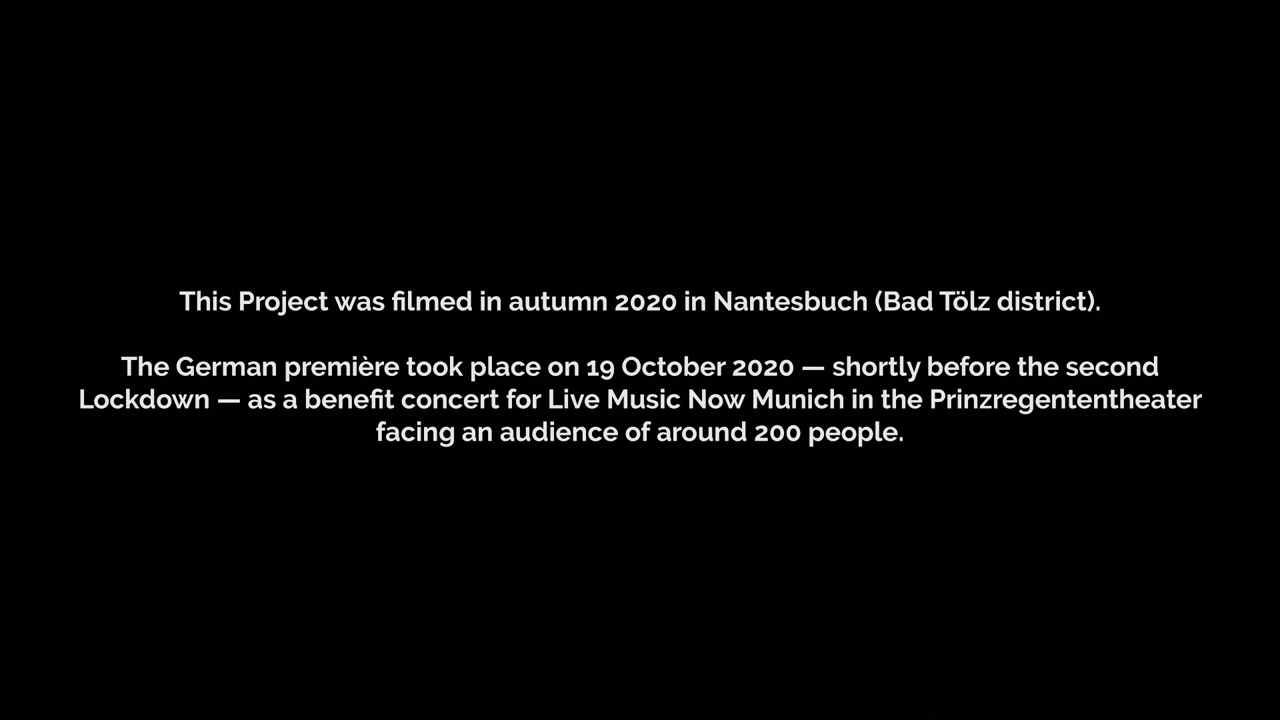 This Project was filmed in autumn 2020 in Nantesbuch (Bad Tölz district).
The German première took place on 19 October 2020 — shortly before the second
Lockdown — as a benefit concert for Live Music Now Munich in the Prinzregententheater
facing an audience of around 200 people.